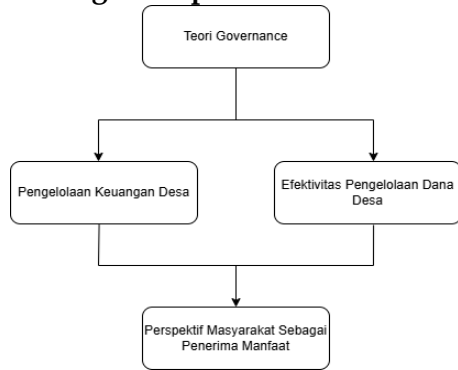 Teori Governance
Pengelolaan Keuangan Desa
Efektivitas Pengelolaan Dana
Desa
Perspektif Masyarakat Sebagai
Penerima Manfaat